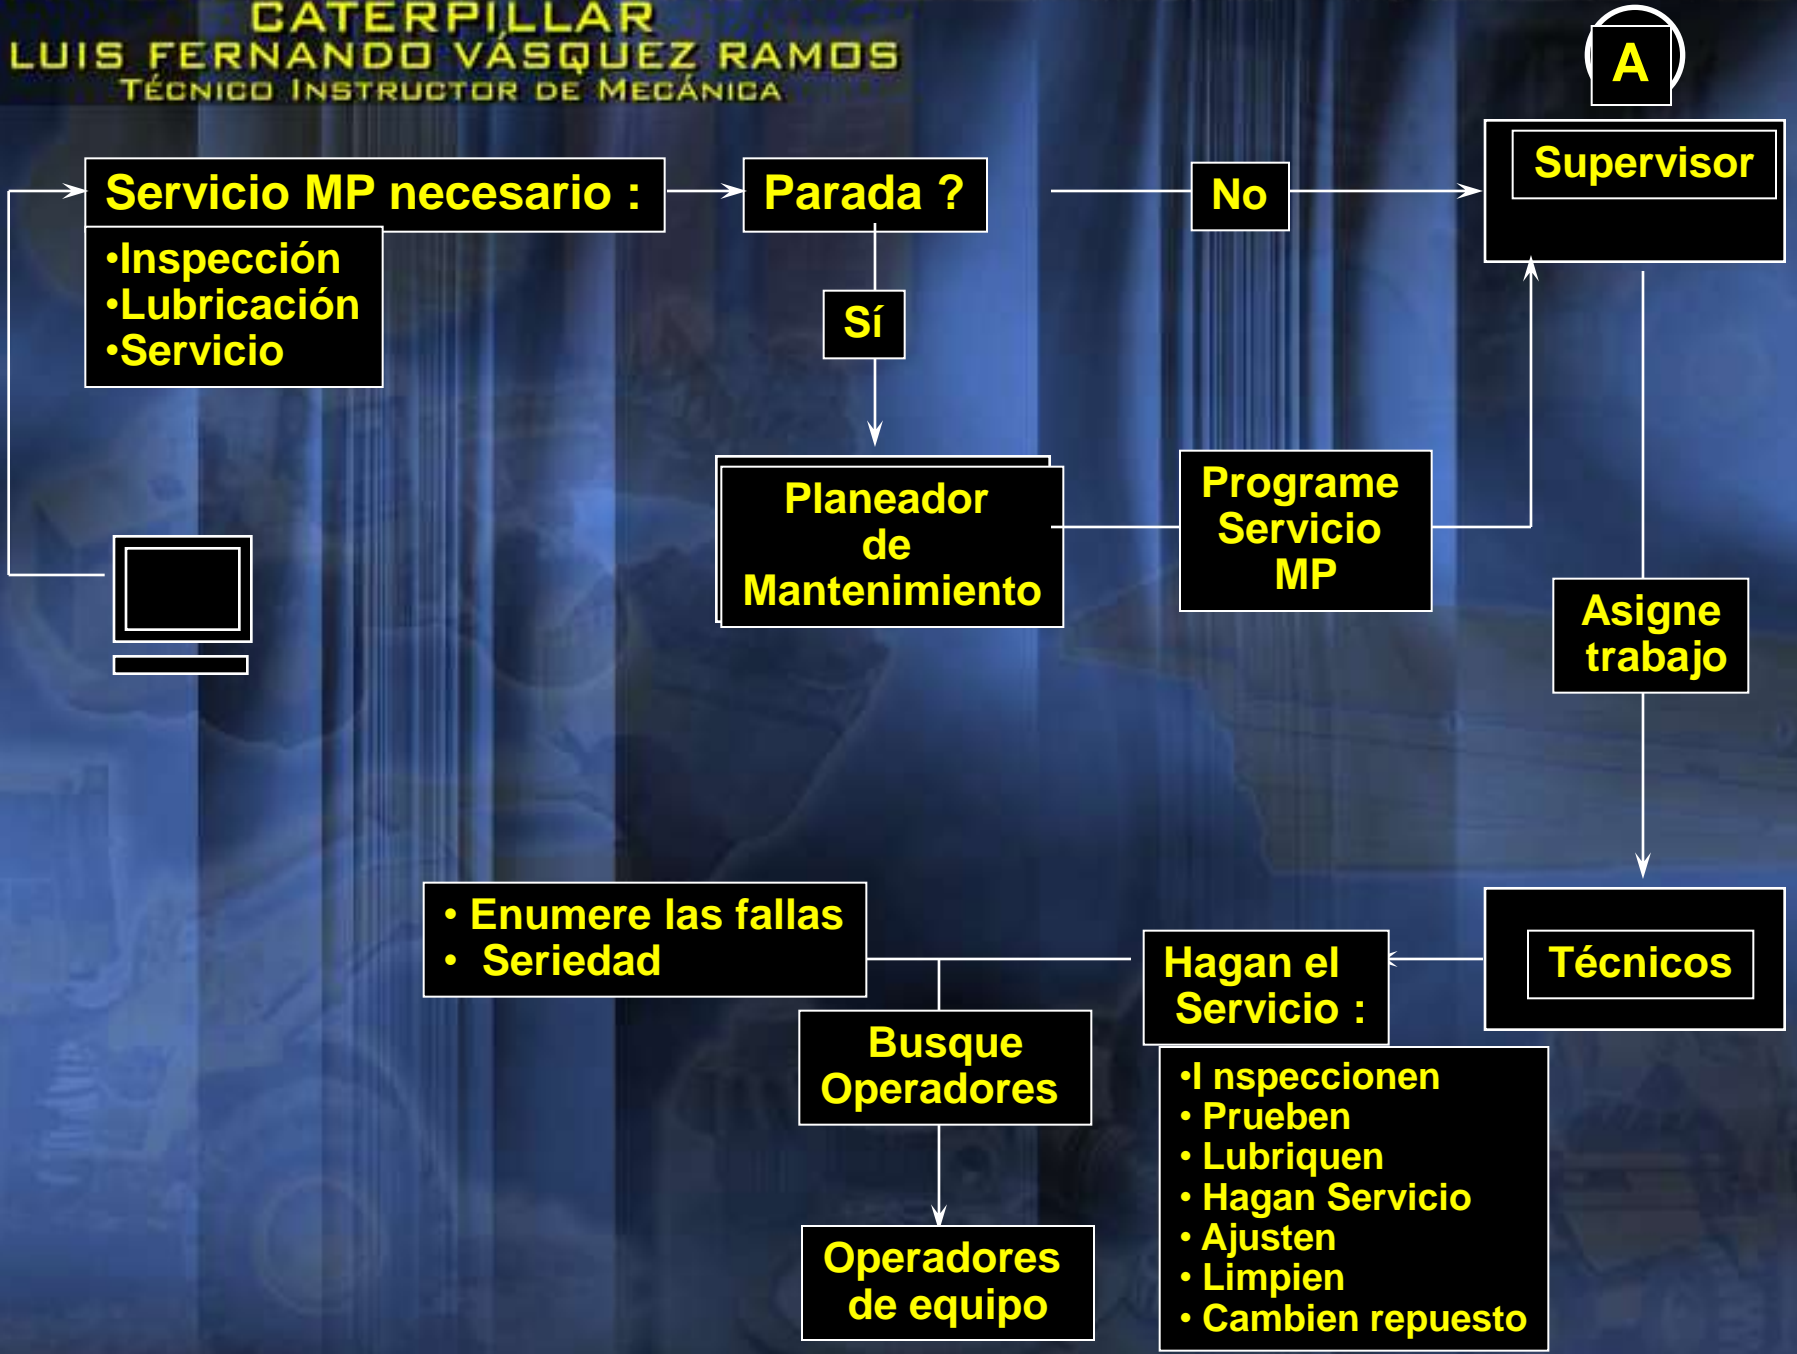 CATERPILLAR
LUIS FERNANDO VÁSQUEZ RAMOS
TÉCNICO INSTRUCTOR DE MECÁNICA
A
Servicio MP necesario :
•Inspección
•Lubricación
•Servicio
Parada ?
No
Supervisor
Sí
Planeador
de
Mantenimiento
Programe
Servicio
MP
Asigne
trabajo
Técnicos
Hagan el
Servicio :
•I nspeccionen
• Prueben
• Lubriquen
• Hagan Servicio
• Ajusten
• Limpien
• Cambien repuesto
• Enumere las fallas
• Seriedad
Busque
Operadores
Operadores
de equipo